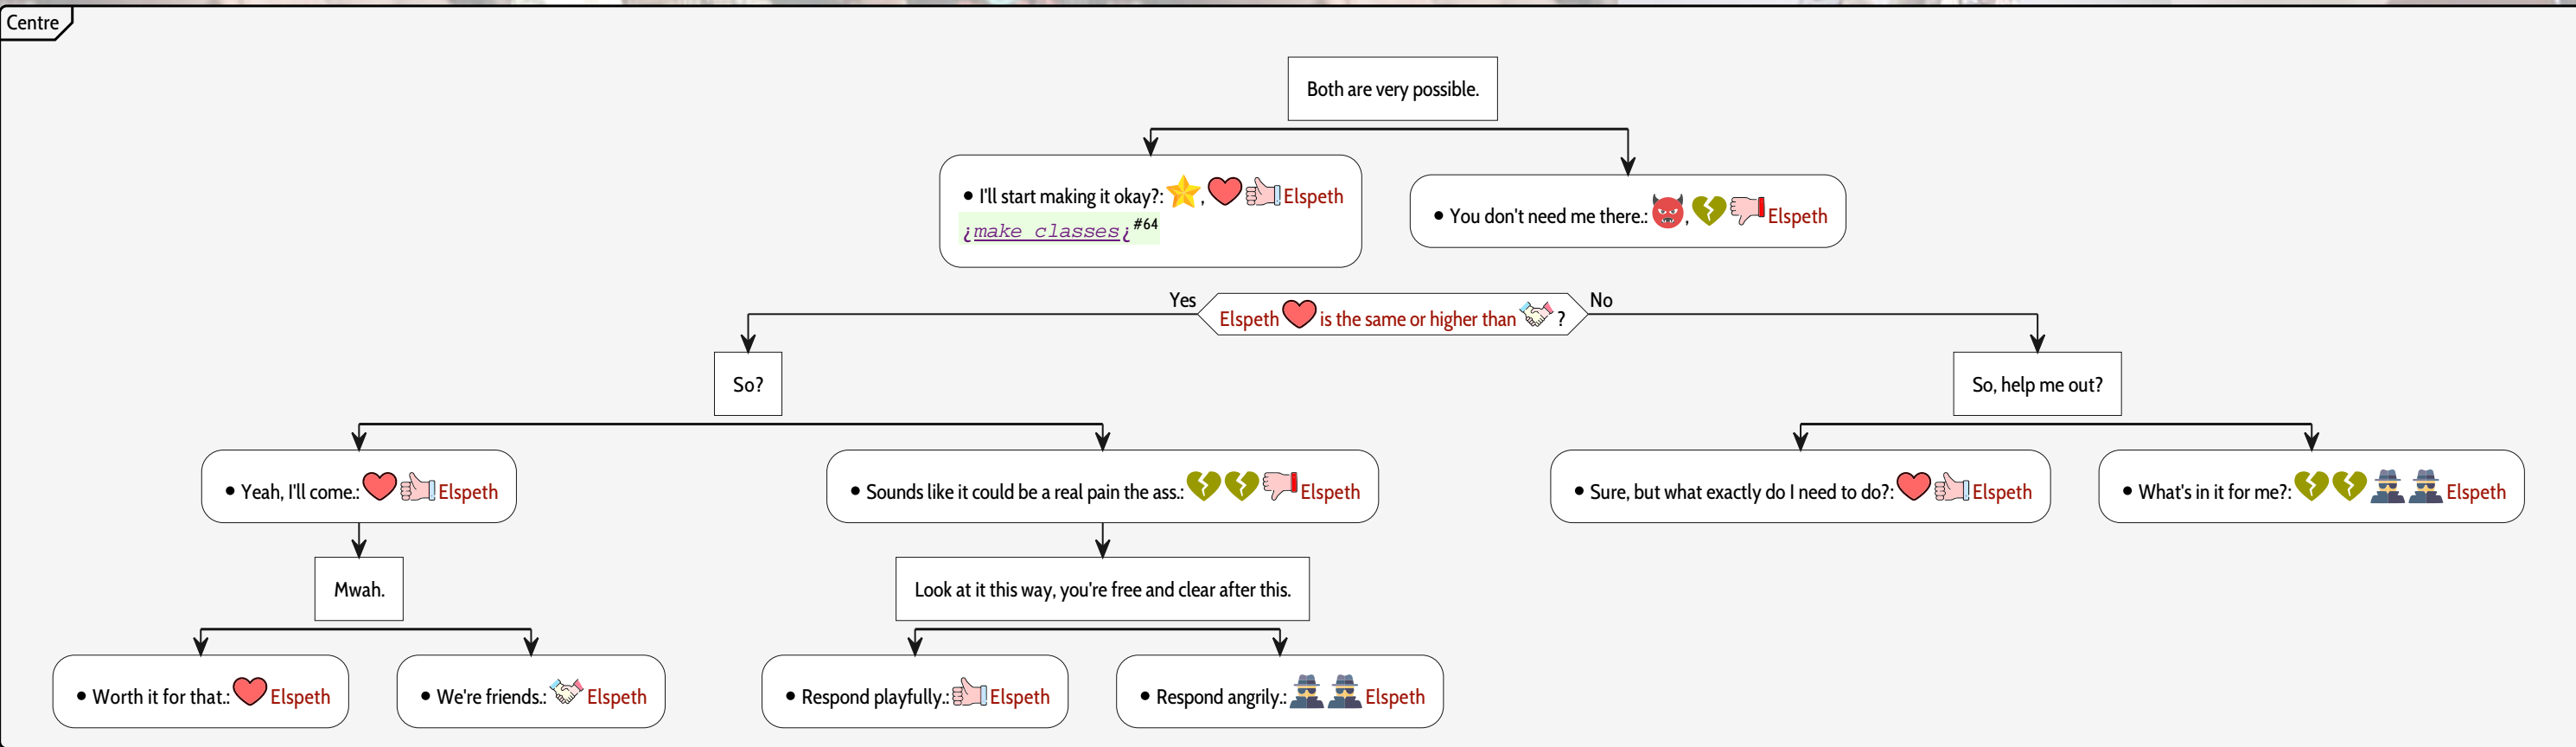 Centre
Both are very possible.
• I'll start making it okay?: , Elspeth
¿make classes¿#64
• You don't need me there.: , Elspeth
Yes
Elspeth is the same or higher than ?
No
So?
So, help me out?
• Yeah, I'll come.: Elspeth
• Sounds like it could be a real pain the ass.: Elspeth
• Sure, but what exactly do I need to do?: Elspeth
• What's in it for me?: Elspeth
Mwah.
Look at it this way, you're free and clear after this.
• Worth it for that.: Elspeth
• We're friends.: Elspeth
• Respond playfully.: Elspeth
• Respond angrily.: Elspeth